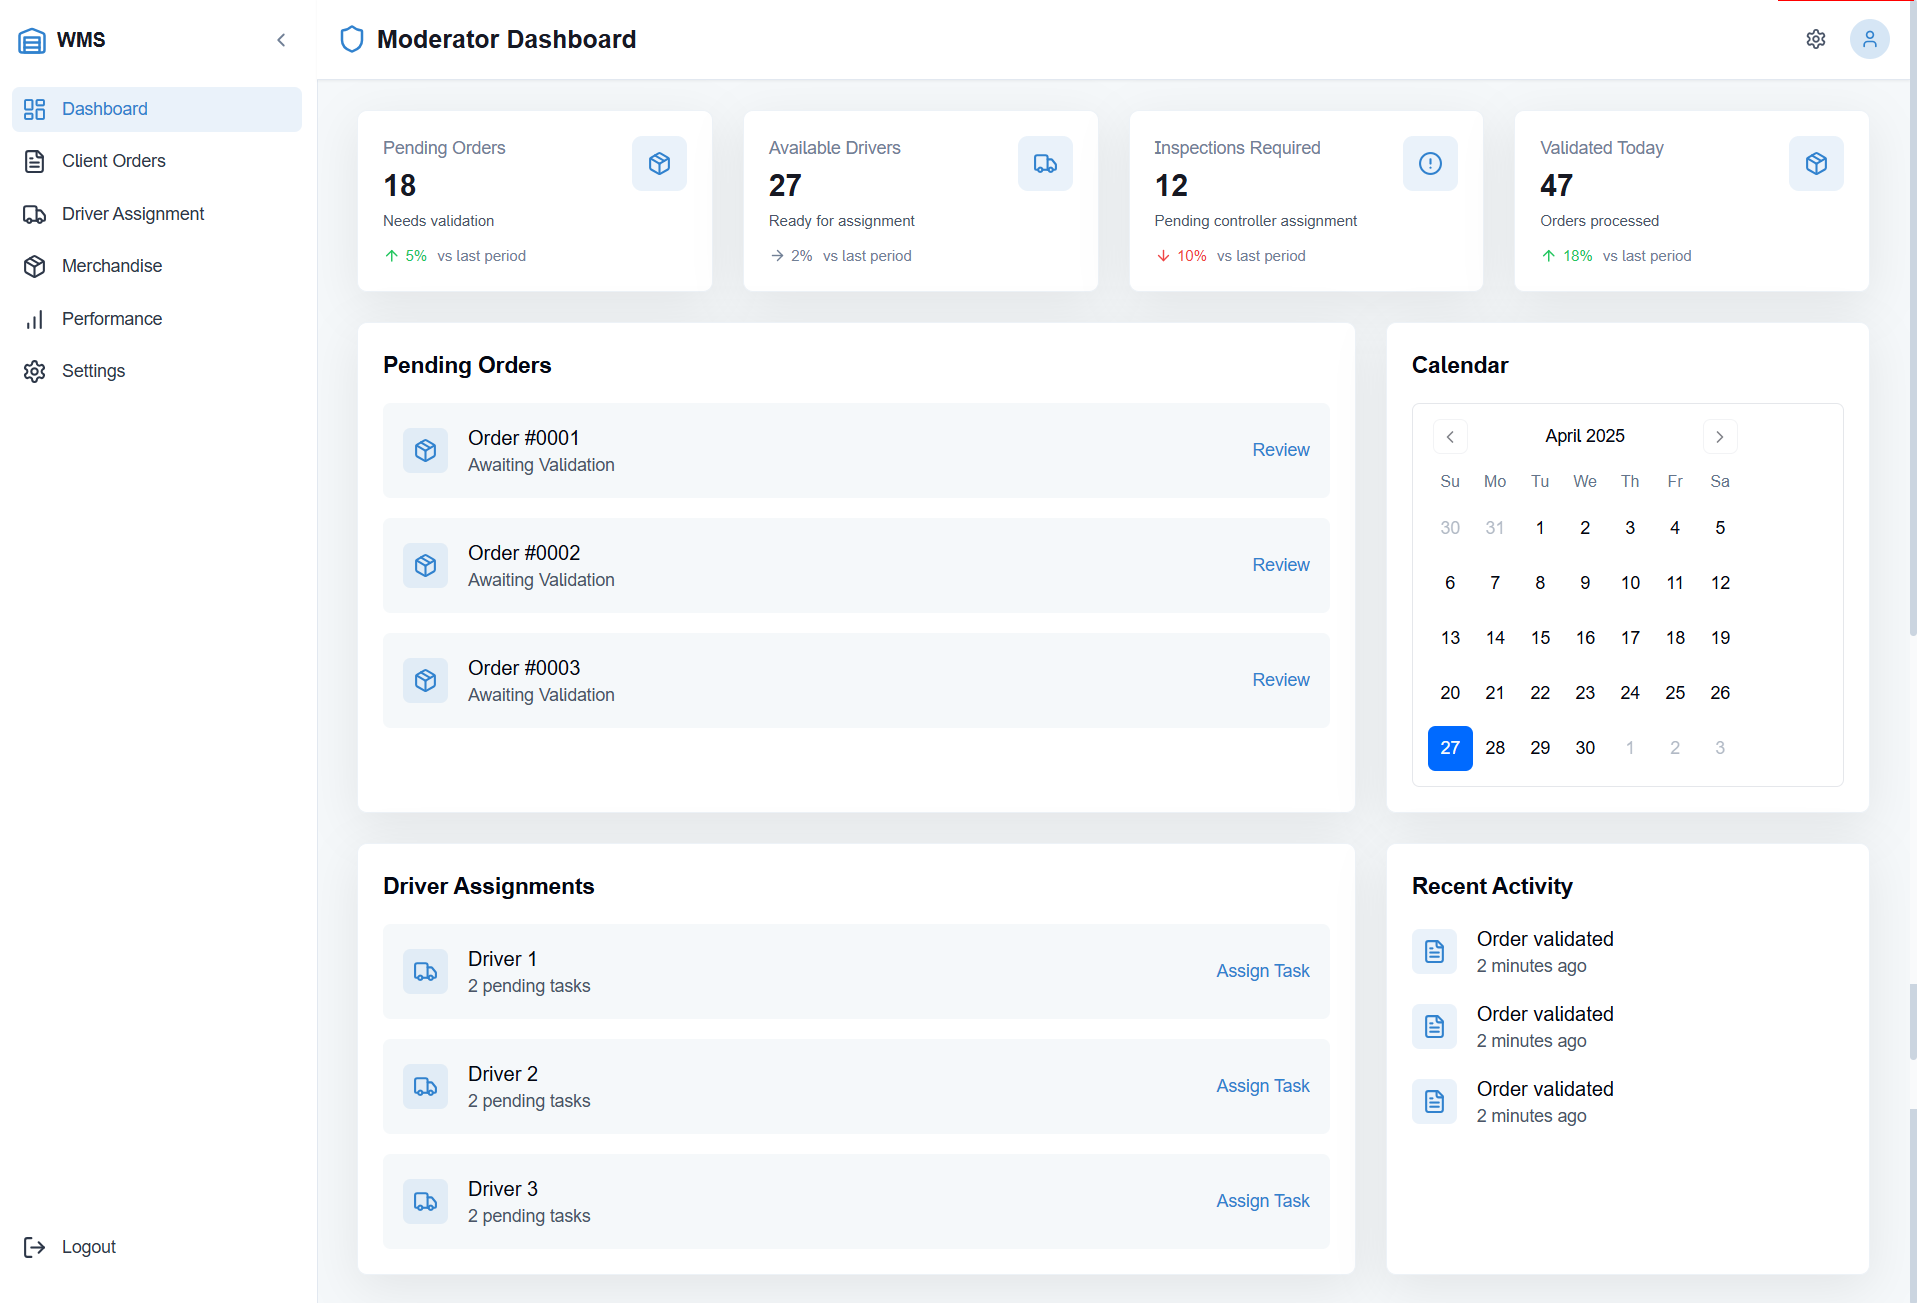 WMS
Dashboard
Client Orders
Driver Assignment
Merchandise
Performance
Settings
Logout
Moderator Dashboard
Pending Orders
18
Needs validation
5% vs last period
Available Drivers
27
Ready for assignment
2% vs last period
Inspections Required
12
Pending controller assignment
10% vs last period
Validated Today
47
Orders processed
18% vs last period
Pending Orders
Order #0001
Awaiting Validation
Review
Order #0002
Awaiting Validation
Review
Order #0003
Awaiting Validation
Review
Calendar
April 2025
Su Mo Tu We Th Fr Sa
30 31 1 2 3 4 5
6 7 8 9 10 11 12
13 14 15 16 17 18 19
20 21 22 23 24 25 26
27 28 29 30 1 2 3
Driver Assignments
Driver 1
2 pending tasks
Assign Task
Driver 2
2 pending tasks
Assign Task
Driver 3
2 pending tasks
Assign Task
Recent Activity
Order validated
2 minutes ago
Order validated
2 minutes ago
Order validated
2 minutes ago